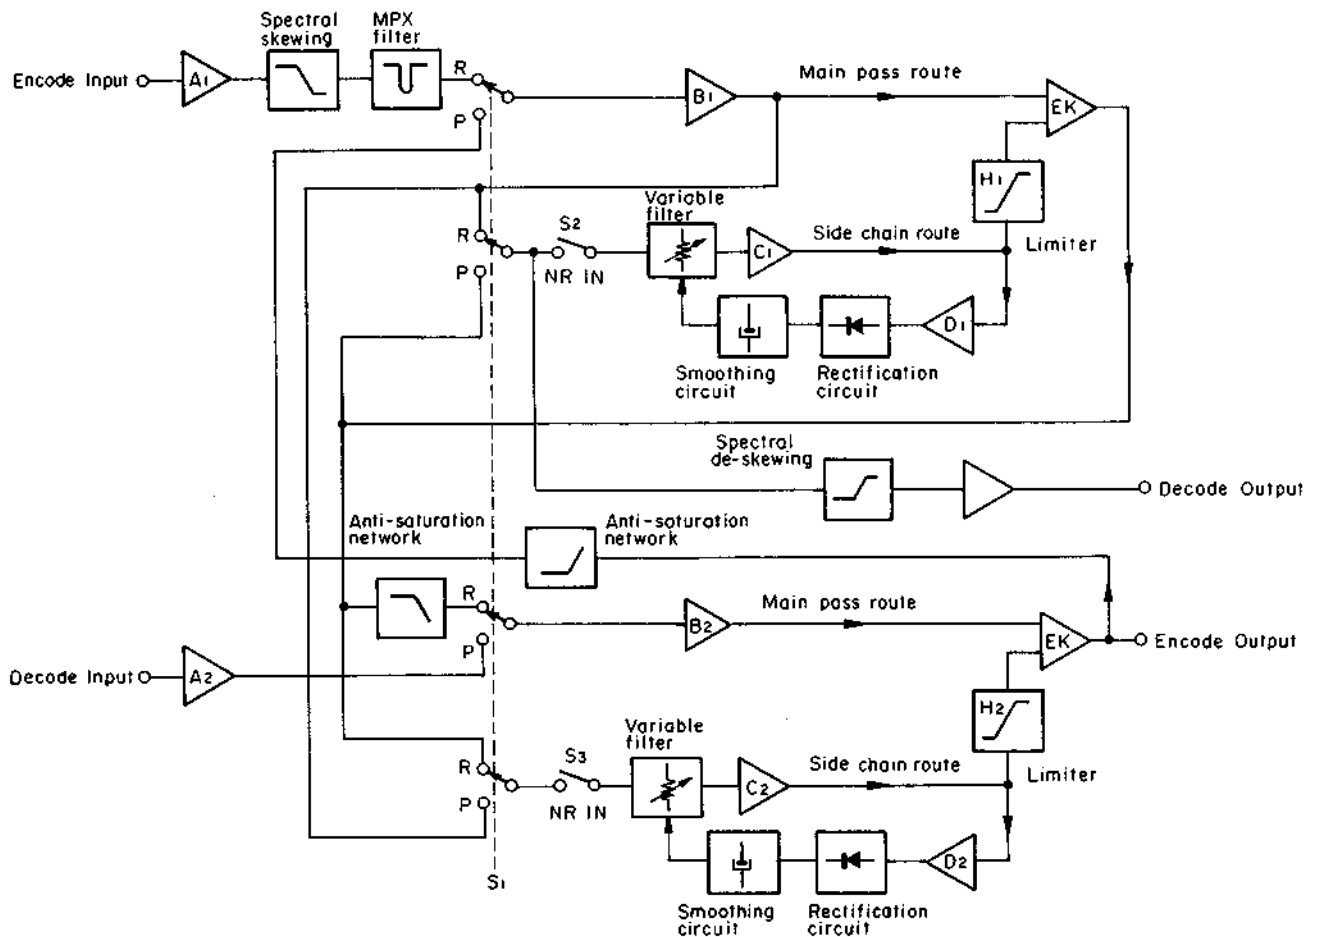 Spectral
skewing
MPX
filter
Encode Input
A1
R
P
B1
Main pass route
EK
H1
Limiter
Variable
filter
R
P
S2
NR IN
C1
Side chain route
D1
Smoothing
circuit
Rectification
circuit
Spectral
de-skewing
Decode Output
Anti-saturation
network
Anti-saturation
network
R
P
B2
Main pass route
EK
Encode Output
Decode Input
A2
H2
Limiter
Variable
filter
R
P
S3
NR IN
C2
Side chain route
D2
S1
Smoothing
circuit
Rectification
circuit